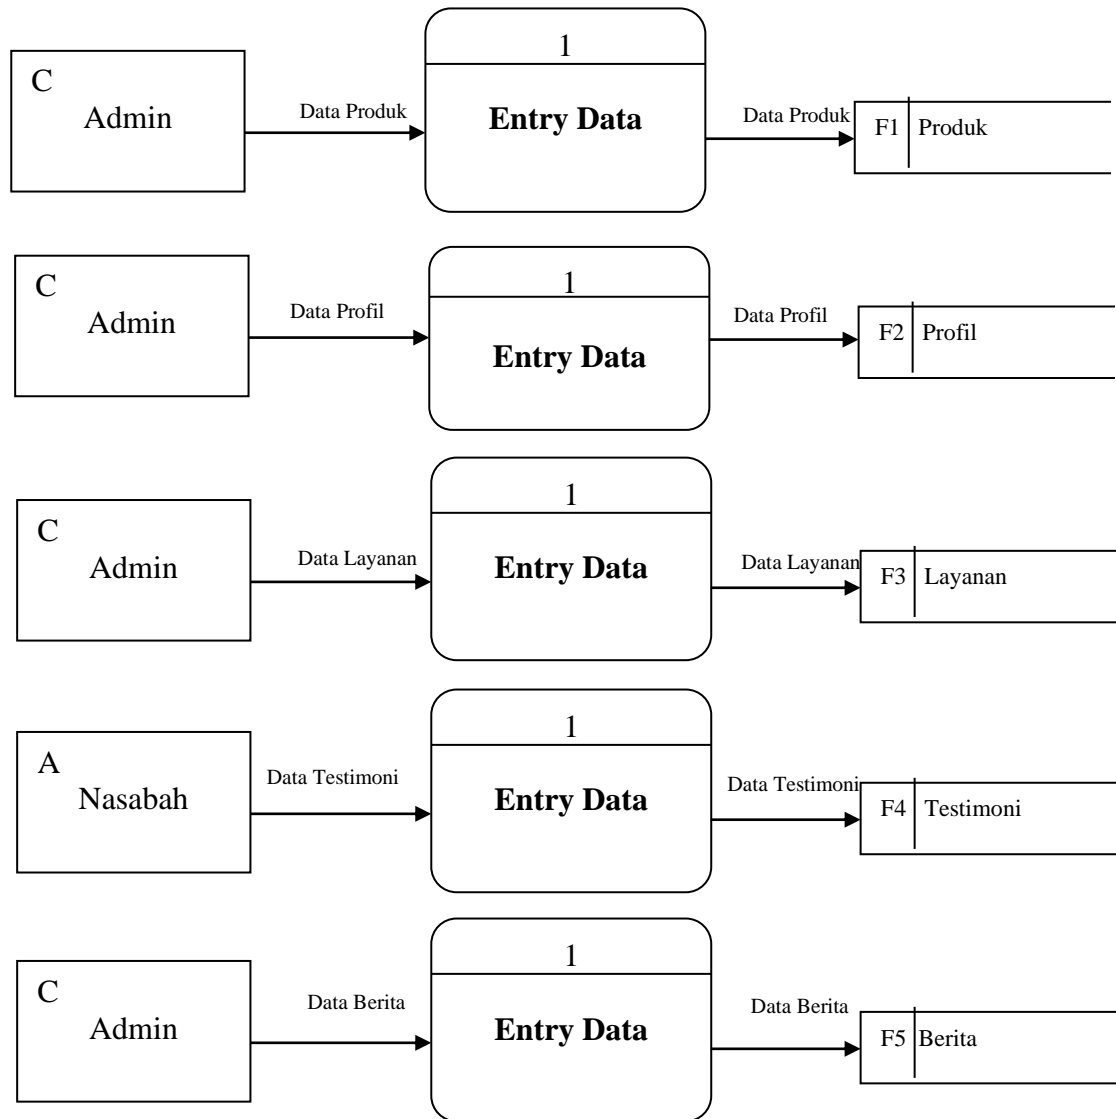 1
C
Admin
Data Produk
Entry Data
Data Produk
F1 Produk
1
C
Admin
Data Profil
Entry Data
Data Profil
F2 Profil
1
C
Admin
Data Layanan
Entry Data
Data Layanan
F3 Layanan
1
A
Nasabah
Data Testimoni
Entry Data
Data Testimoni
F4 Testimoni
1
C
Admin
Data Berita
Entry Data
Data Berita
F5 Berita